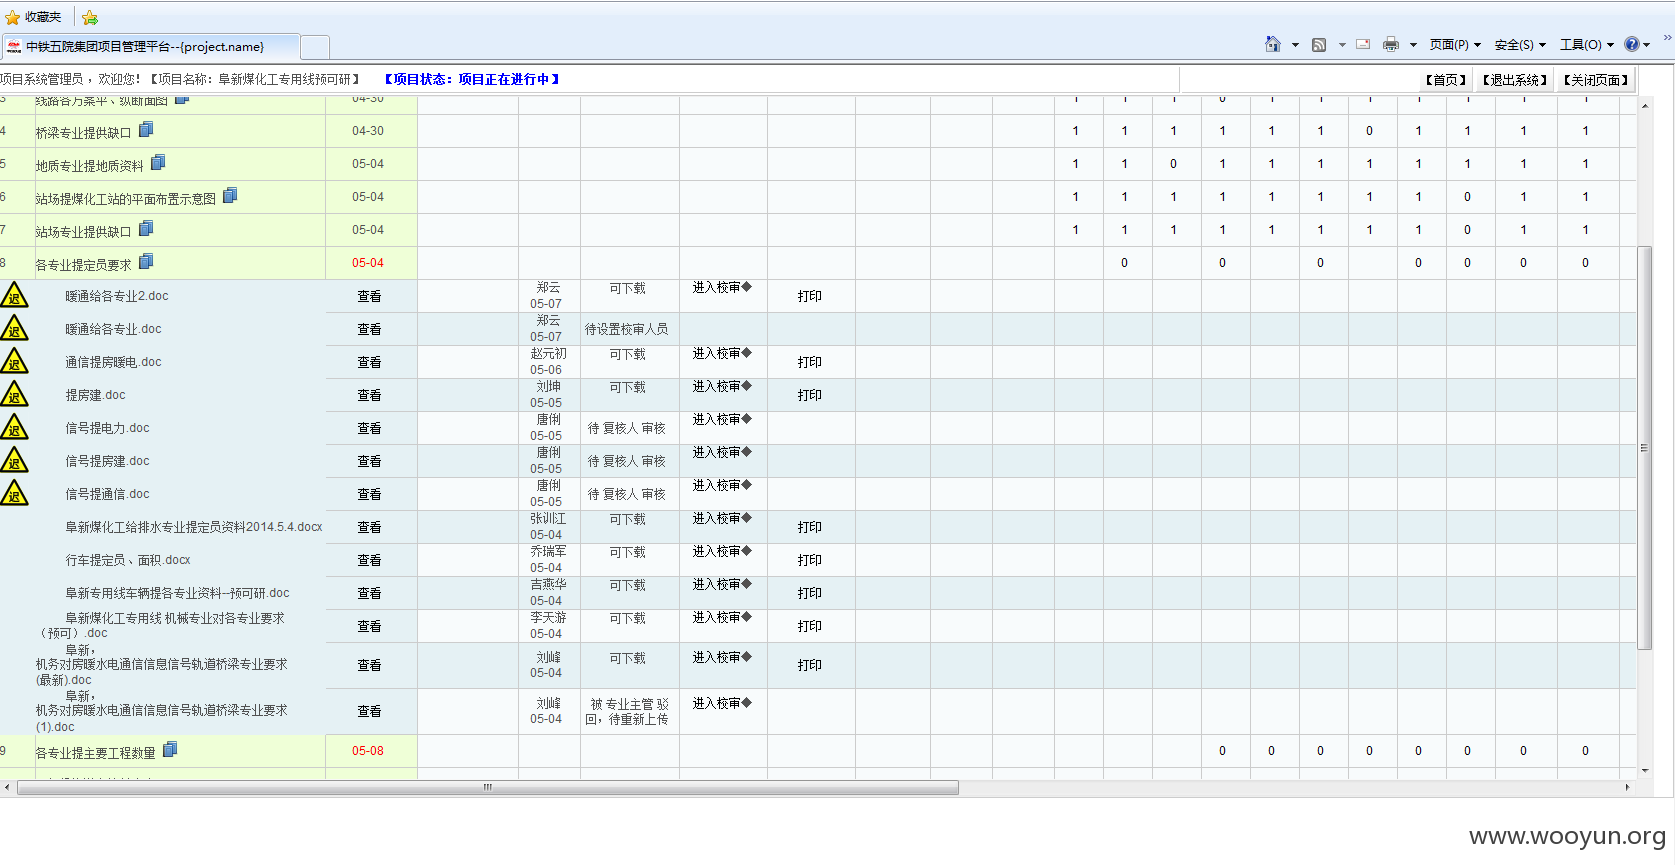 收藏夹
中铁五院集团项目管理平台--{project.name}
页面(P) 安全(S) 工具(O)
项目系统管理员 ，欢迎您! 【项目名称：阜新煤化工专用线预可研】 【项目状态：项目正在进行中】 【首页】 【退出系统】 【关闭页面】
3 线路各方案平、纵断面图 04-30 1 1 1 0 1 1 1 1 1 1 1
4 桥梁专业提供缺口 04-30 1 1 1 1 1 1 0 1 1 1 1
5 地质专业提地质资料 05-04 1 1 0 1 1 1 1 1 1 1 1
6 站场提煤化工站的平面布置示意图 05-04 1 1 1 1 1 1 1 1 0 1 1
7 站场专业提供缺口 05-04 1 1 1 1 1 1 1 1 0 1 1
8 各专业提定员要求 05-04 0 0 0 0 0 0 0
迟 暖通给各专业2.doc 查看 郑云 05-07 可下载 进入校审◆ 打印
迟 暖通给各专业.doc 查看 郑云 05-07 待设置校审人员
迟 通信提房暖电.doc 查看 赵元初 05-06 可下载 进入校审◆ 打印
迟 提房建.doc 查看 刘坤 05-05 可下载 进入校审◆ 打印
迟 信号提电力.doc 查看 唐俐 05-05 待 复核人 审核 进入校审◆
迟 信号提房建.doc 查看 唐俐 05-05 待 复核人 审核 进入校审◆
迟 信号提通信.doc 查看 唐俐 05-05 待 复核人 审核 进入校审◆
阜新煤化工给排水专业提定员资料2014.5.4.docx 查看 张训江 05-04 可下载 进入校审◆ 打印
行车提定员、面积.docx 查看 乔瑞军 05-04 可下载 进入校审◆ 打印
阜新专用线车辆提各专业资料--预可研.doc 查看 吉燕华 05-04 可下载 进入校审◆ 打印
阜新煤化工专用线 机械专业对各专业要求
（预可）.doc 查看 李天游 05-04 可下载 进入校审◆ 打印
阜新，
机务对房暖水电通信信息信号轨道桥梁专业要求
(最新).doc 查看 刘峰 05-04 可下载 进入校审◆ 打印
阜新，
机务对房暖水电通信信息信号轨道桥梁专业要求
(1).doc 查看 刘峰 05-04 被 专业主管 驳回，待重新上传 进入校审◆
9 各专业提主要工程数量 05-08 0 0 0 0 0 0 0 0
www.wooyun.org